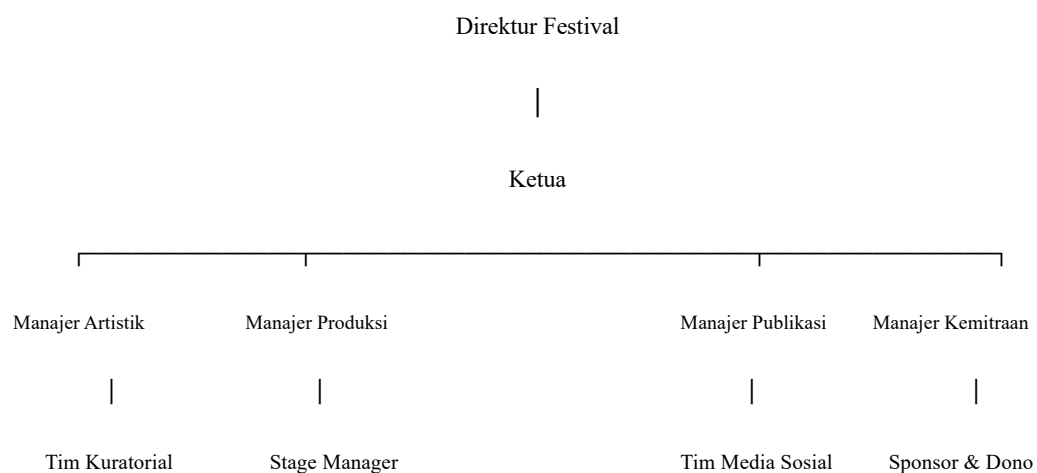 Direktur Festival
Ketua
Manajer Artistik Manajer Produksi Manajer Publikasi Manajer Kemitraan
Tim Kuratorial Stage Manager Tim Media Sosial Sponsor & Dono